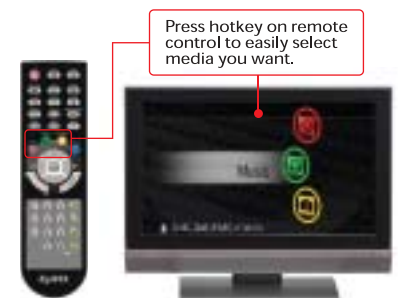 Press hotkey on remote
control to easily select
media you want.
Music